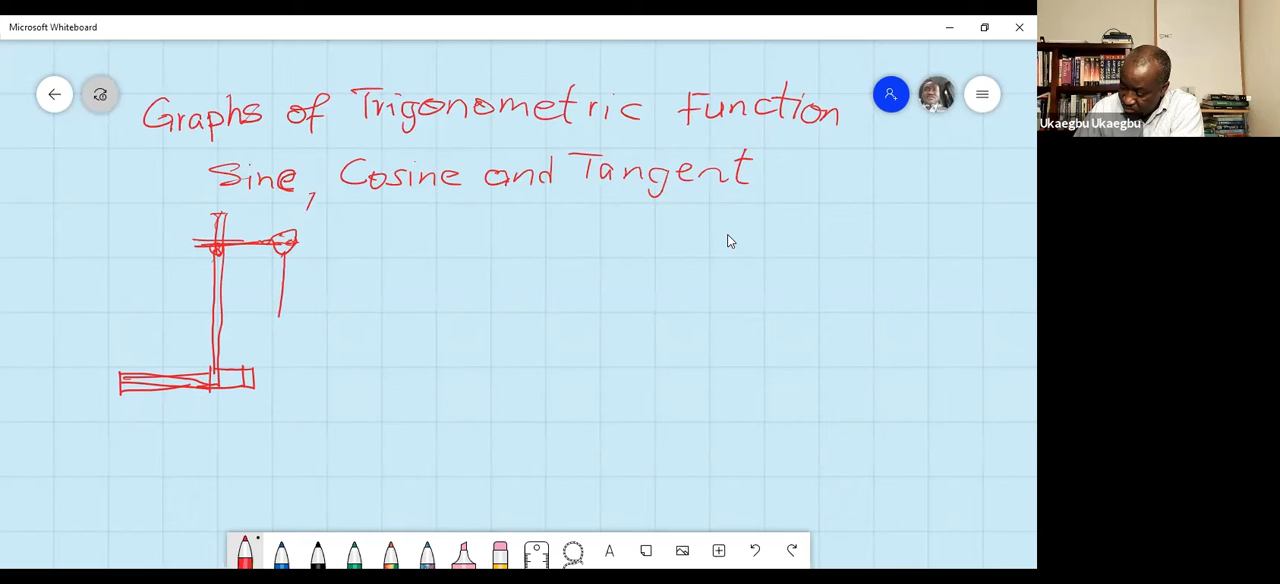 Microsoft Whiteboard
Graphs of Trigonometric Function
Sine, Cosine and Tangent
Ukaegbu Ukaegbu
A